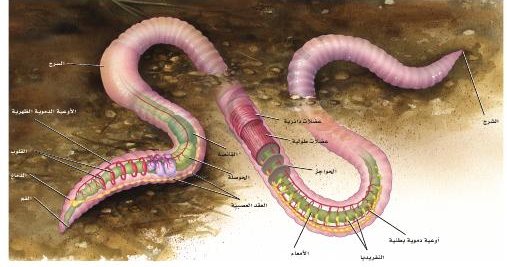 السرج
الأوعية الدموية الظهرية
القلوب
الدماغ
الفم
القانصة
الحوصلة
العقد العصبية
عضلات دائرية
عضلات طولية
الحواجز
الأمعاء
النفريديا
أوعية دموية بطنية
الشرج